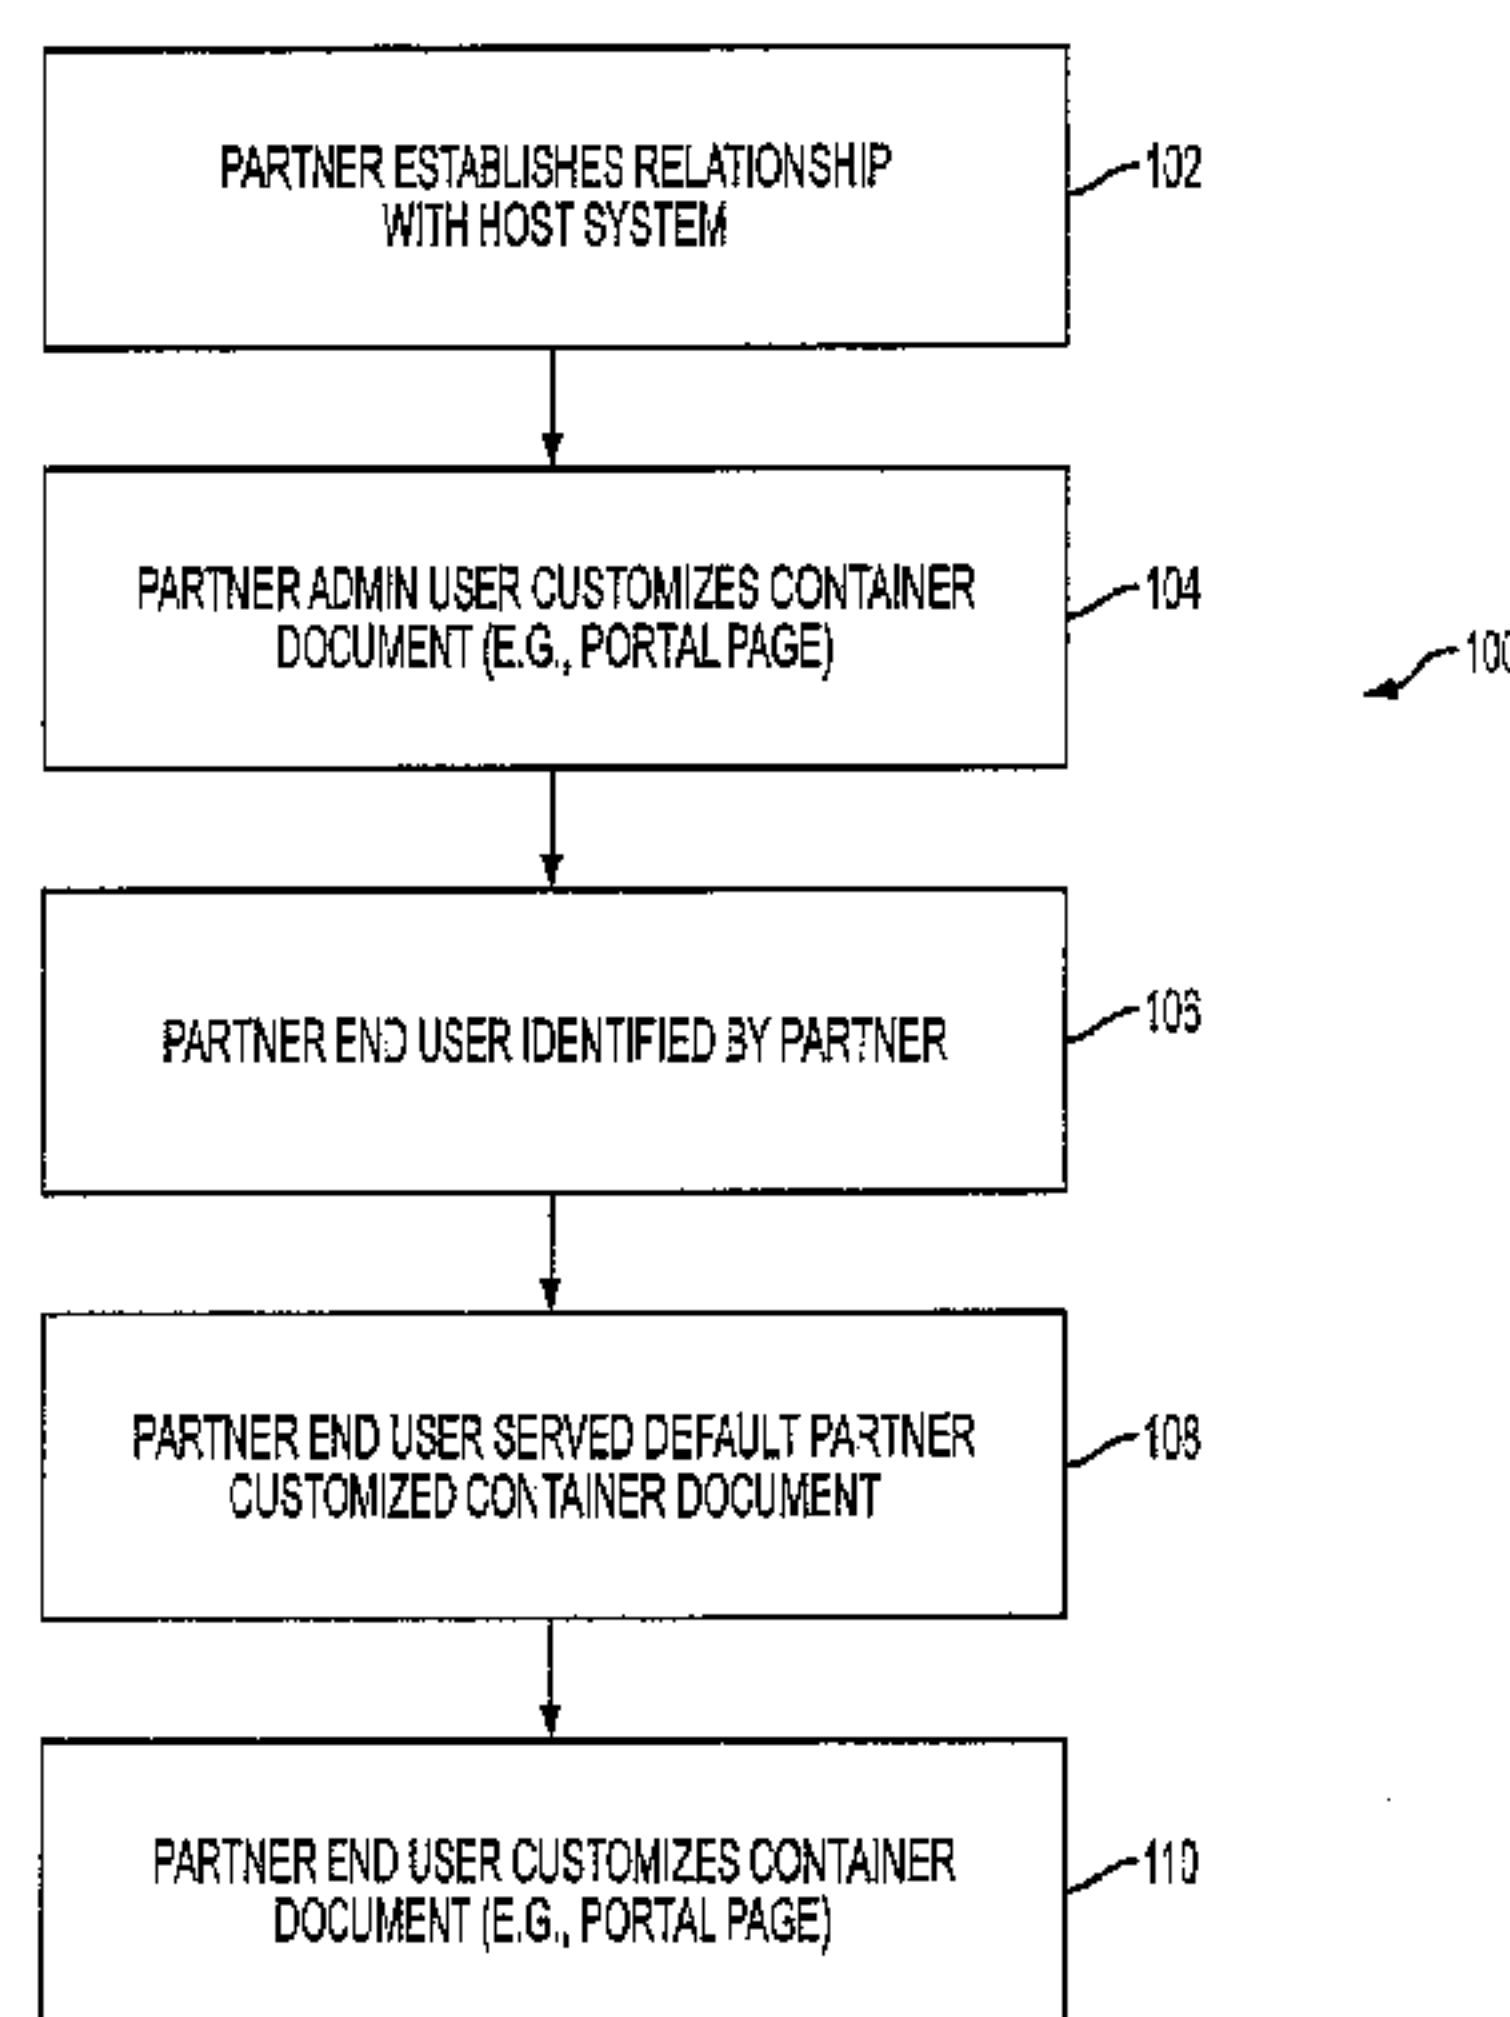 PARTNER ESTABLISHES RELATIONSHIP
WITH HOST SYSTEM
102
PARTNER ADMIN USER CUSTOMIZES CONTAINER
DOCUMENT (E.G., PORTAL PAGE)
104
100
PARTNER END USER IDENTIFIED BY PARTNER
106
PARTNER END USER SERVED DEFAULT PARTNER
CUSTOMIZED CONTAINER DOCUMENT
108
PARTNER END USER CUSTOMIZES CONTAINER
DOCUMENT (E.G., PORTAL PAGE)
110